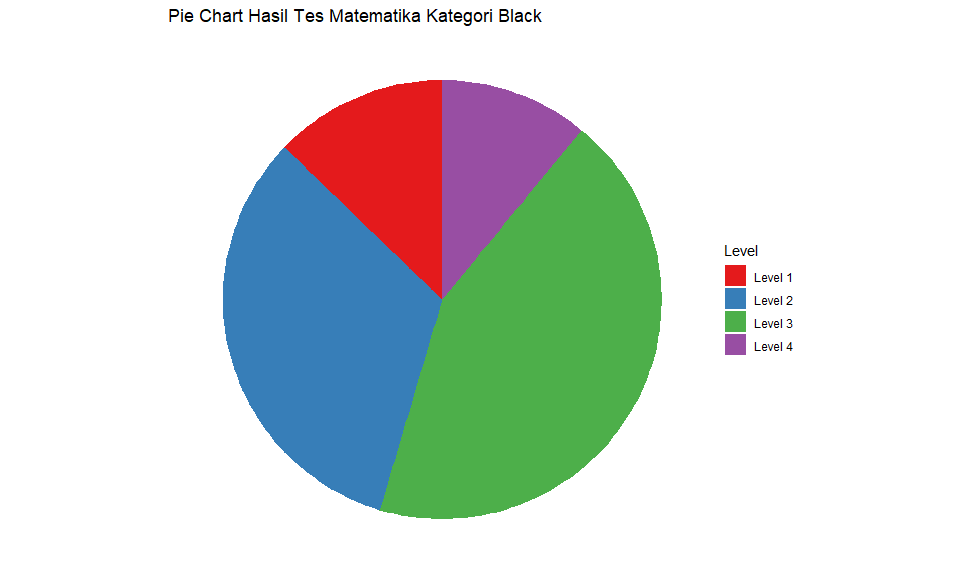 Pie Chart Hasil Tes Matematika Kategori Black
Level
Level 1
Level 2
Level 3
Level 4